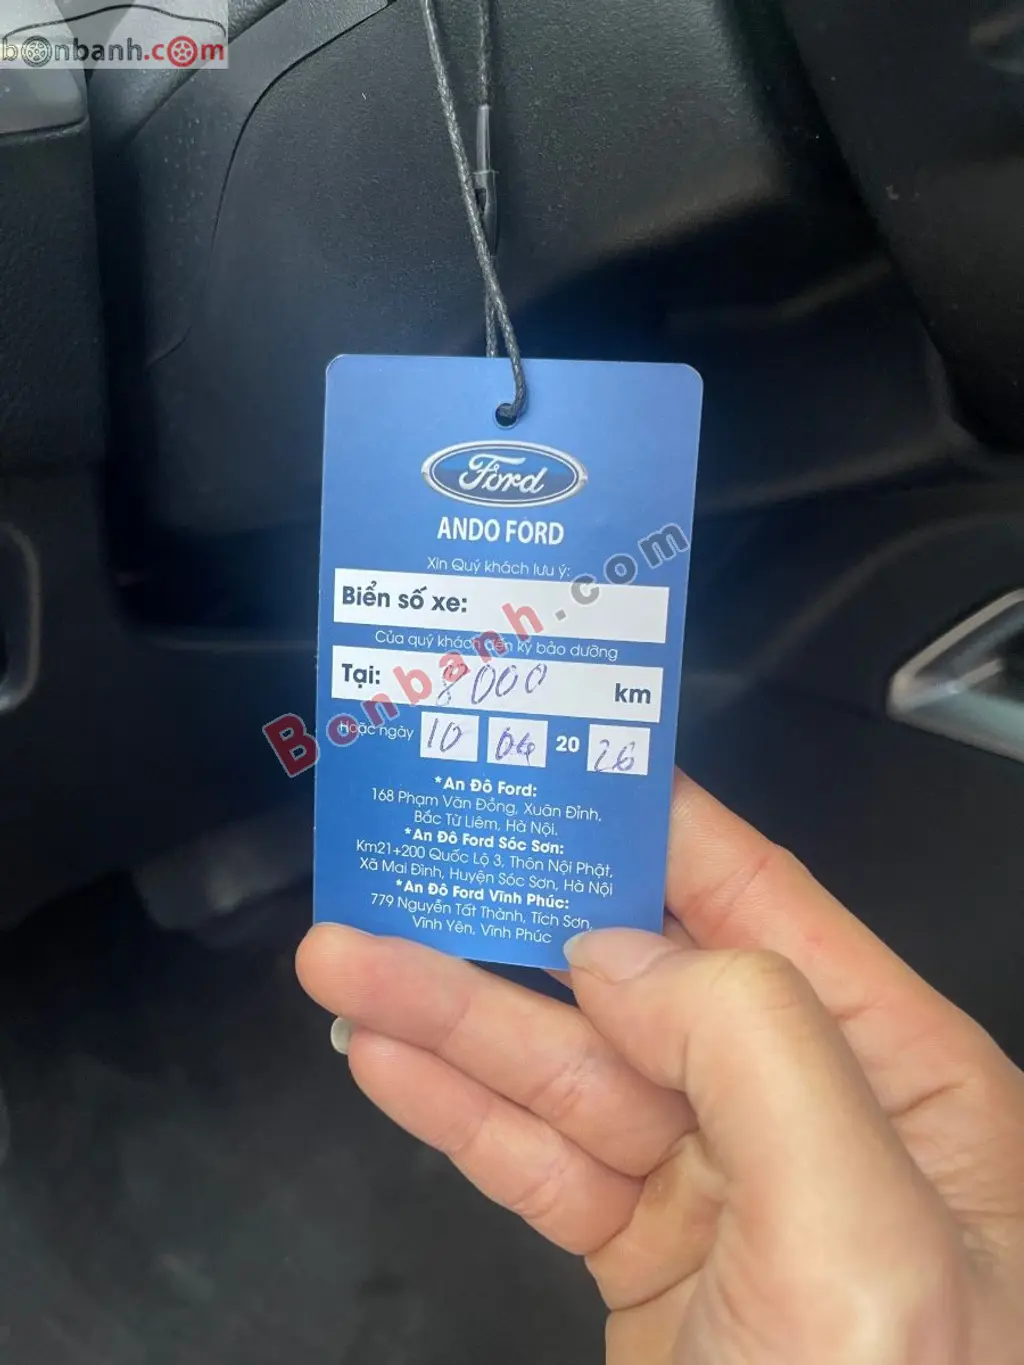 bonbanh.com
Ford
ANDO FORD
Xin Quý khách lưu ý:
Biển số xe:
Của quý khách đến kỳ bảo dưỡng
Tại: 8000 km
Hoặc ngày 10 04 20 26
*An Đô Ford:
168 Phạm Văn Đồng, Xuân Đỉnh,
Bắc Từ Liêm, Hà Nội.
*An Đô Ford Sóc Sơn:
Km21+200 Quốc Lộ 3, Thôn Nội Phật,
Xã Mai Đình, Huyện Sóc Sơn, Hà Nội
*An Đô Ford Vĩnh Phúc:
779 Nguyễn Tất Thành, Tích Sơn,
Vĩnh Yên, Vĩnh Phúc
Bonbanh.com